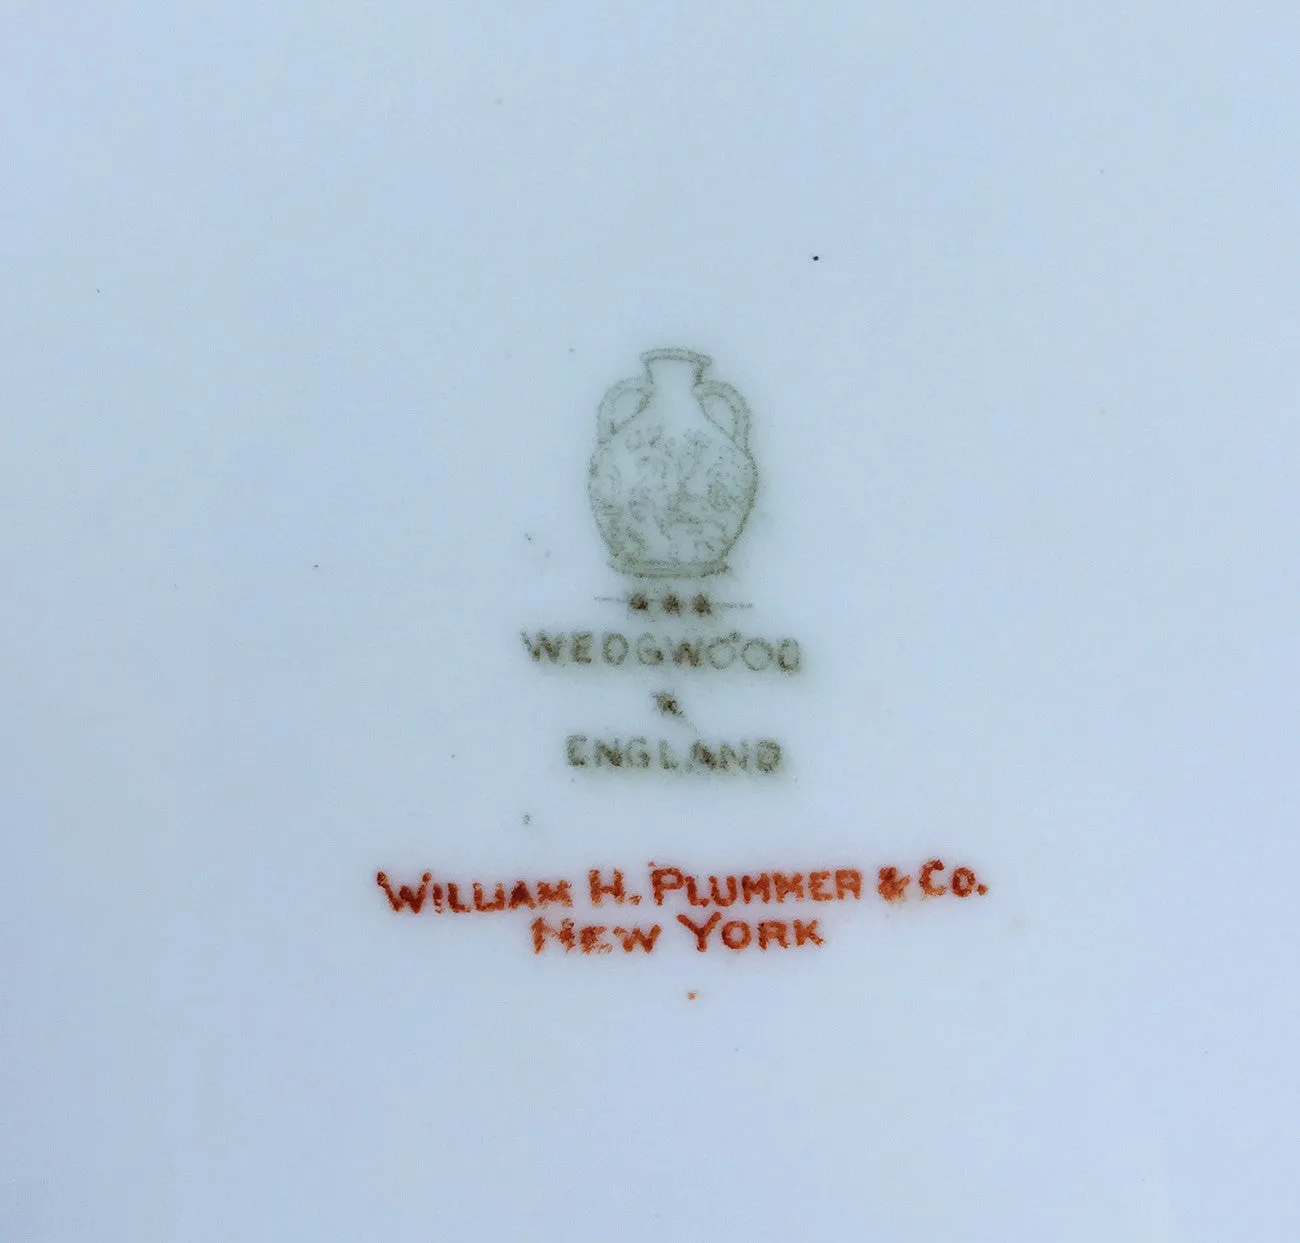 WEDGWOOD
ENGLAND
WILLIAM H. PLUMMER & CO.
NEW YORK